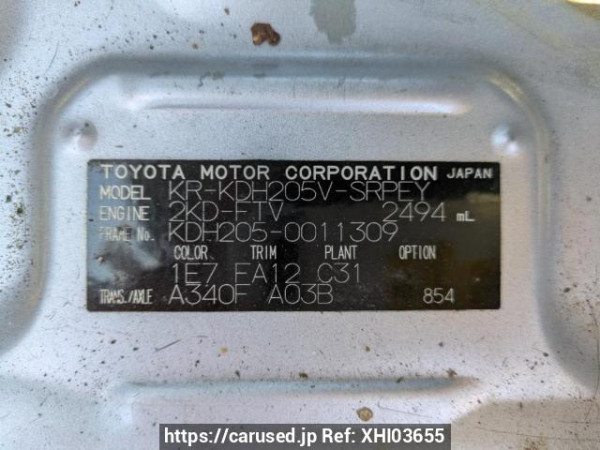 TOYOTA MOTOR CORPORATION JAPAN
MODEL KR-KDH205V-SRPEY
ENGINE 2KD-FTV 2494 mL
FRAME No. KDH205-0011309
COLOR TRIM PLANT OPTION
1E7 FA12 C31
TRANS./AXLE A340F A03B 854
https://carused.jp Ref: XHI03655